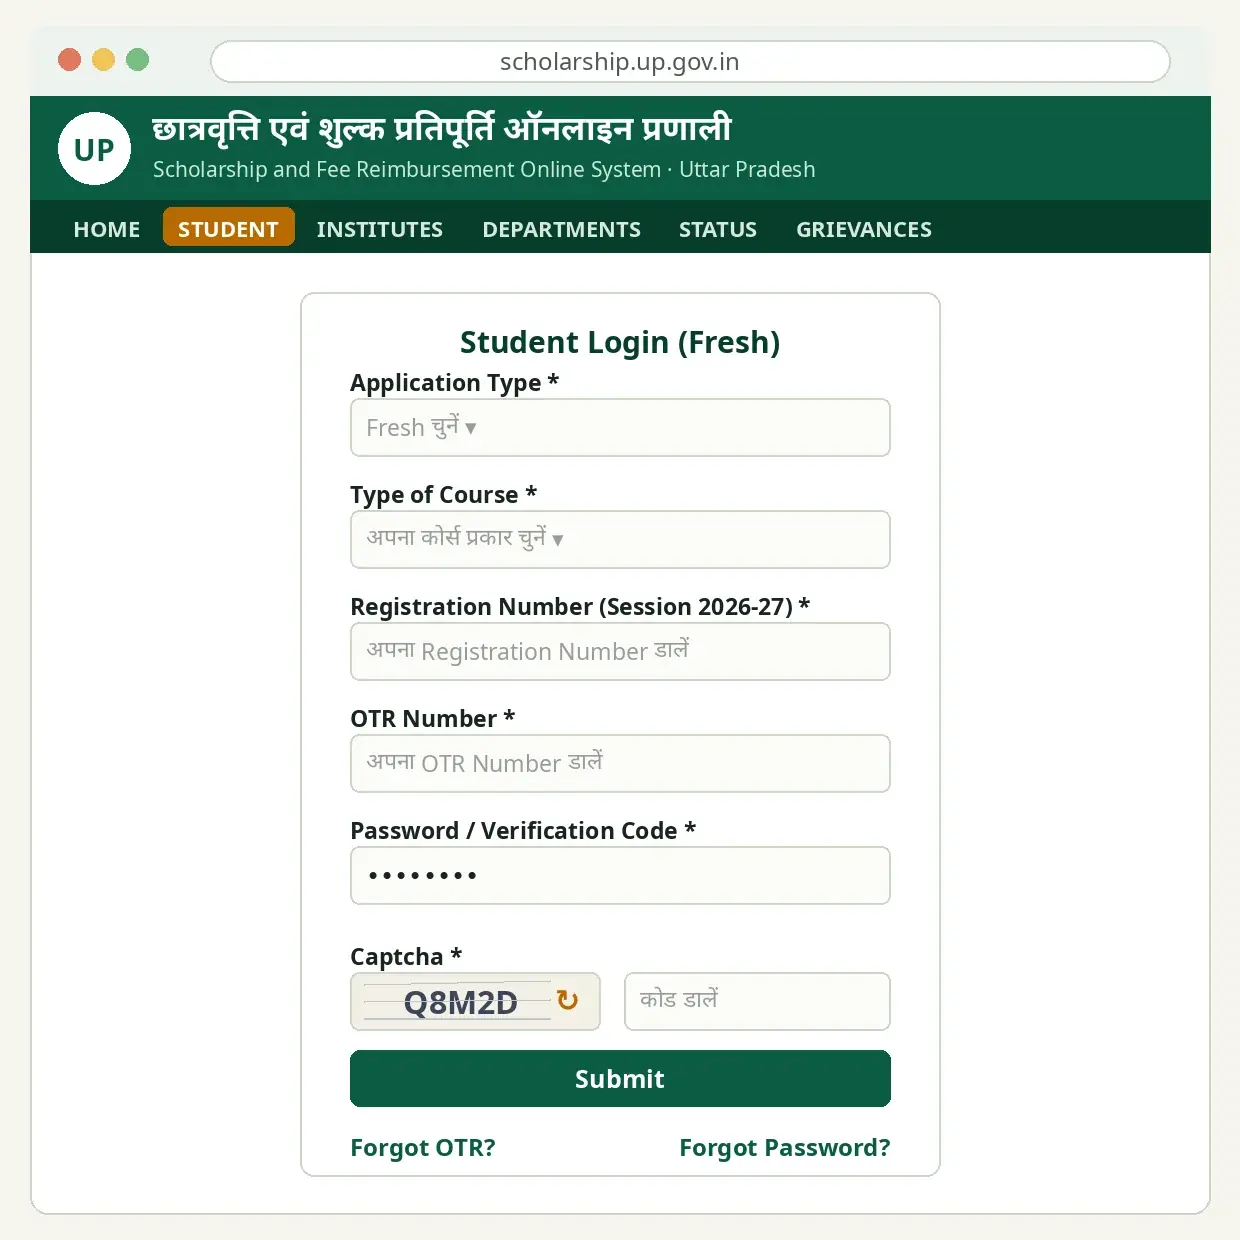 scholarship.up.gov.in
UP
छात्रवृत्ति एवं शुल्क प्रतिपूर्ति ऑनलाइन प्रणाली
Scholarship and Fee Reimbursement Online System · Uttar Pradesh
HOME STUDENT INSTITUTES DEPARTMENTS STATUS GRIEVANCES
Student Login (Fresh)
Application Type *
Fresh चुनें ▾
Type of Course *
अपना कोर्स प्रकार चुनें ▾
Registration Number (Session 2026-27) *
अपना Registration Number डालें
OTR Number *
अपना OTR Number डालें
Password / Verification Code *
••••••••
Captcha *
Q8M2D ↻ कोड डालें
Submit
Forgot OTR? Forgot Password?